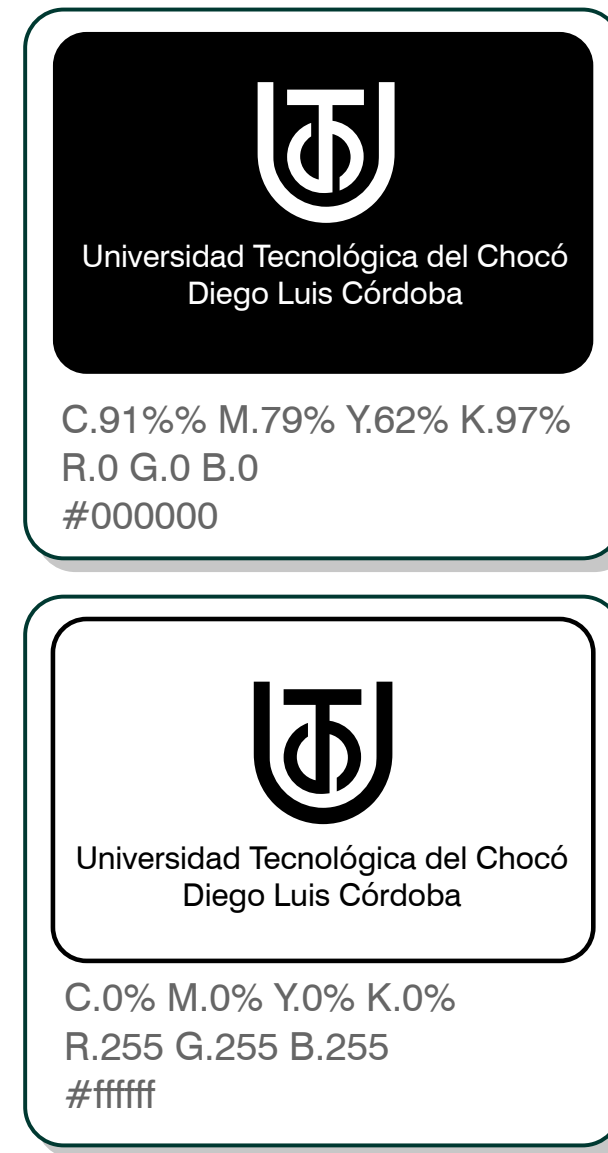 Universidad Tecnológica del Chocó
Diego Luis Córdoba
C.91%% M.79% Y.62% K.97%
R.0 G.0 B.0
#000000
Universidad Tecnológica del Chocó
Diego Luis Córdoba
C.0% M.0% Y.0% K.0%
R.255 G.255 B.255
#ffffff